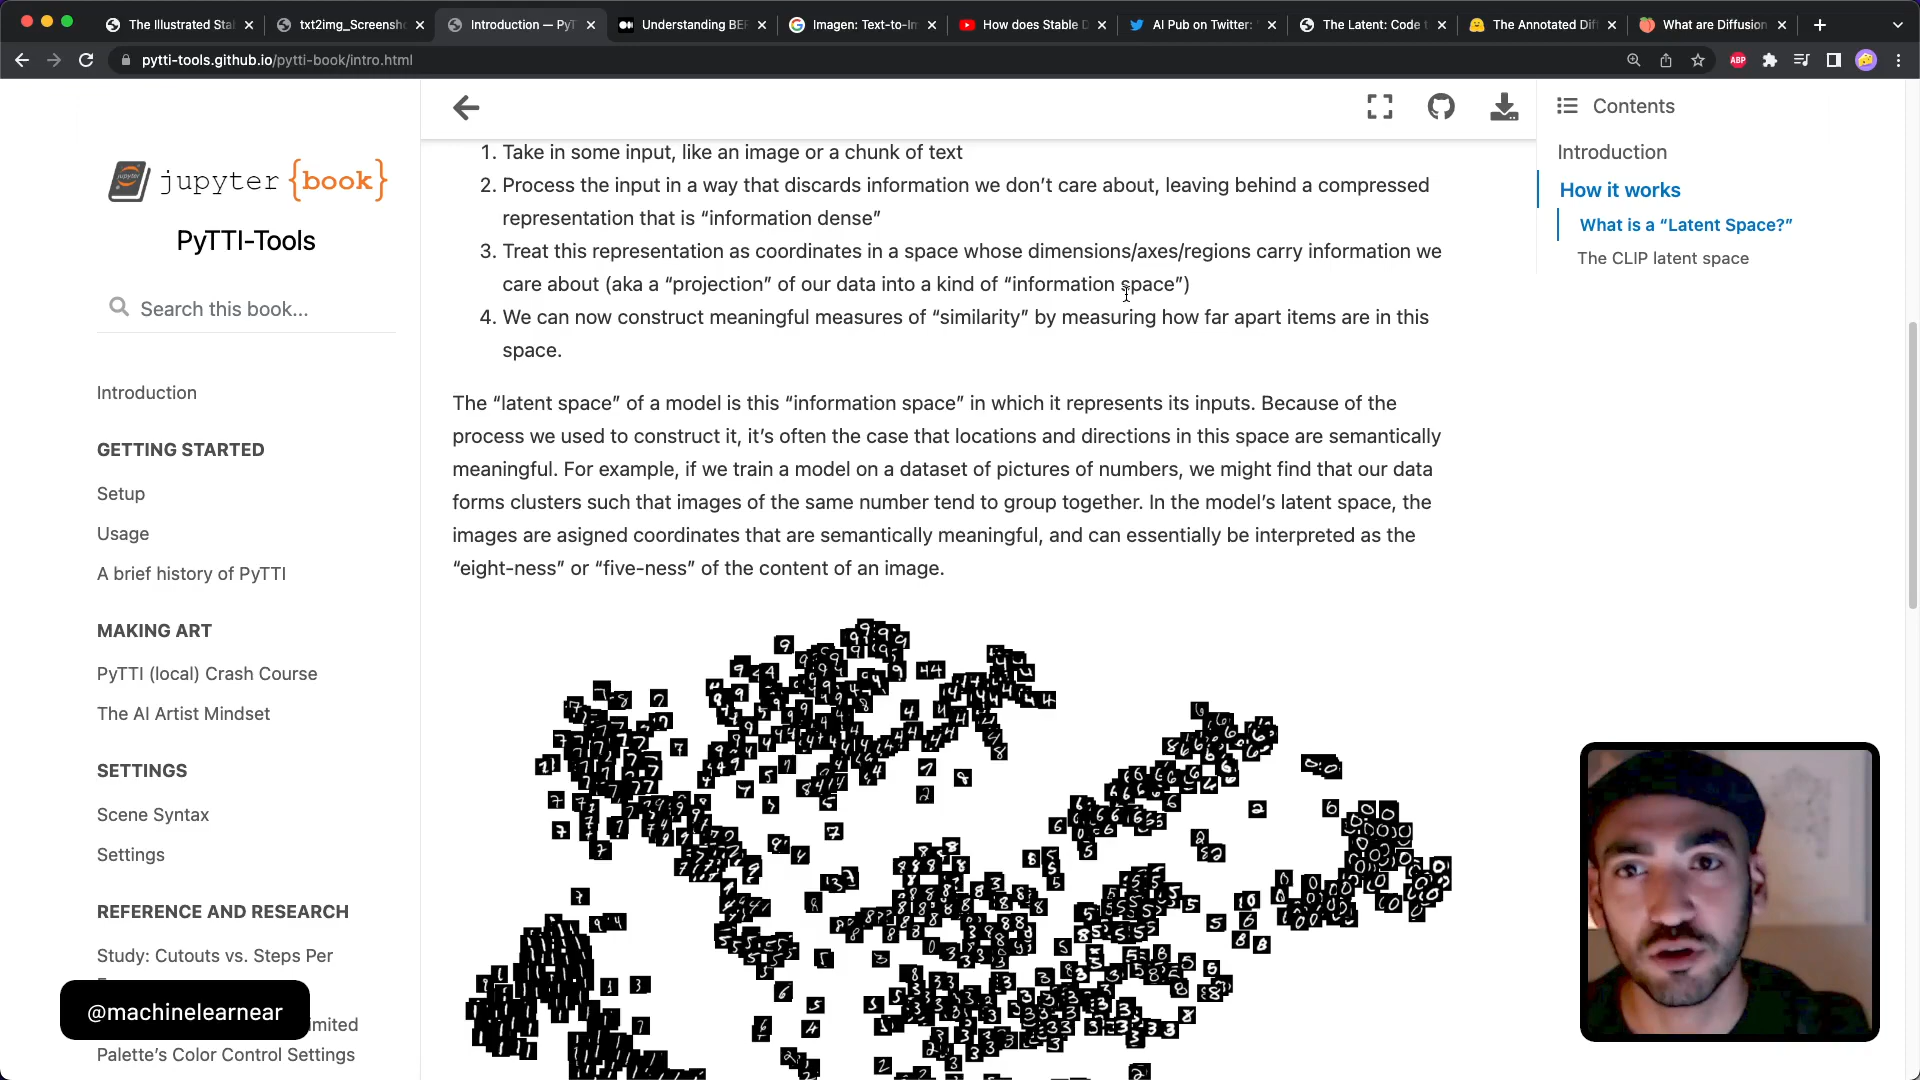 The Illustrated Sta
txt2img_Screensh
Introduction — PyT
Understanding BE
Imagen: Text-to-Im
How does Stable D
AI Pub on Twitter:
The Latent: Code t
The Annotated Dif
What are Diffusion
pytti-tools.github.io/pytti-book/intro.html
ABP
jupyter {book}
PyTTI-Tools
Search this book...
Introduction
GETTING STARTED
Setup
Usage
A brief history of PyTTI
MAKING ART
PyTTI (local) Crash Course
The AI Artist Mindset
SETTINGS
Scene Syntax
Settings
REFERENCE AND RESEARCH
Study: Cutouts vs. Steps Per
@machinelearnear
imited
Palette’s Color Control Settings
1. Take in some input, like an image or a chunk of text
2. Process the input in a way that discards information we don’t care about, leaving behind a compressed
representation that is “information dense”
3. Treat this representation as coordinates in a space whose dimensions/axes/regions carry information we
care about (aka a “projection” of our data into a kind of “information space”)
4. We can now construct meaningful measures of “similarity” by measuring how far apart items are in this
space.
The “latent space” of a model is this “information space” in which it represents its inputs. Because of the
process we used to construct it, it’s often the case that locations and directions in this space are semantically
meaningful. For example, if we train a model on a dataset of pictures of numbers, we might find that our data
forms clusters such that images of the same number tend to group together. In the model’s latent space, the
images are asigned coordinates that are semantically meaningful, and can essentially be interpreted as the
“eight-ness” or “five-ness” of the content of an image.
Contents
Introduction
How it works
What is a “Latent Space?”
The CLIP latent space